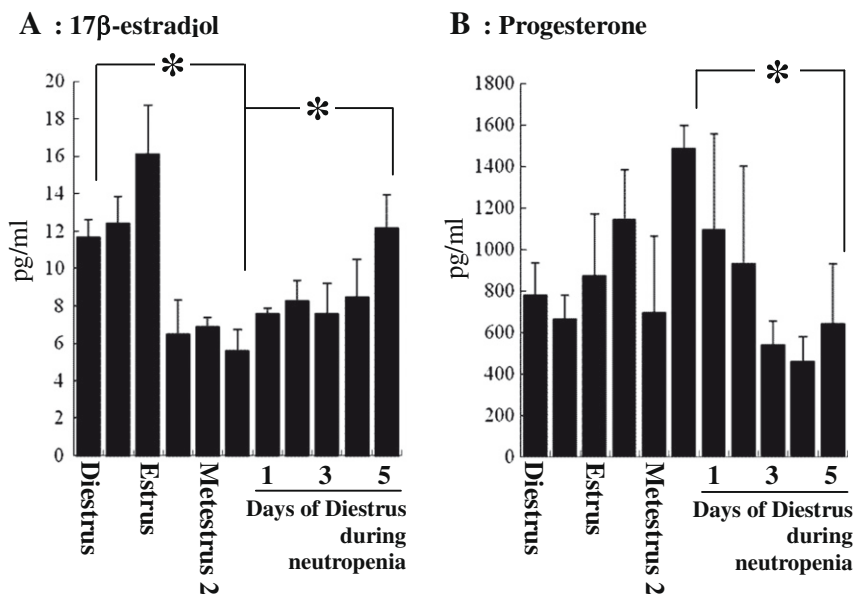 A : 17β-estradiol
20
18
16
14
12
10
8
6
4
2
0
pg/ml
Diestrus
Estrus
Metestrus 2
1 3 5
Days of Diestrus
during
neutropenia
*
*
B : Progesterone
1800
1600
1400
1200
1000
800
600
400
200
0
pg/ml
Diestrus
Estrus
Metestrus 2
1 3 5
Days of Diestrus
during
neutropenia
*